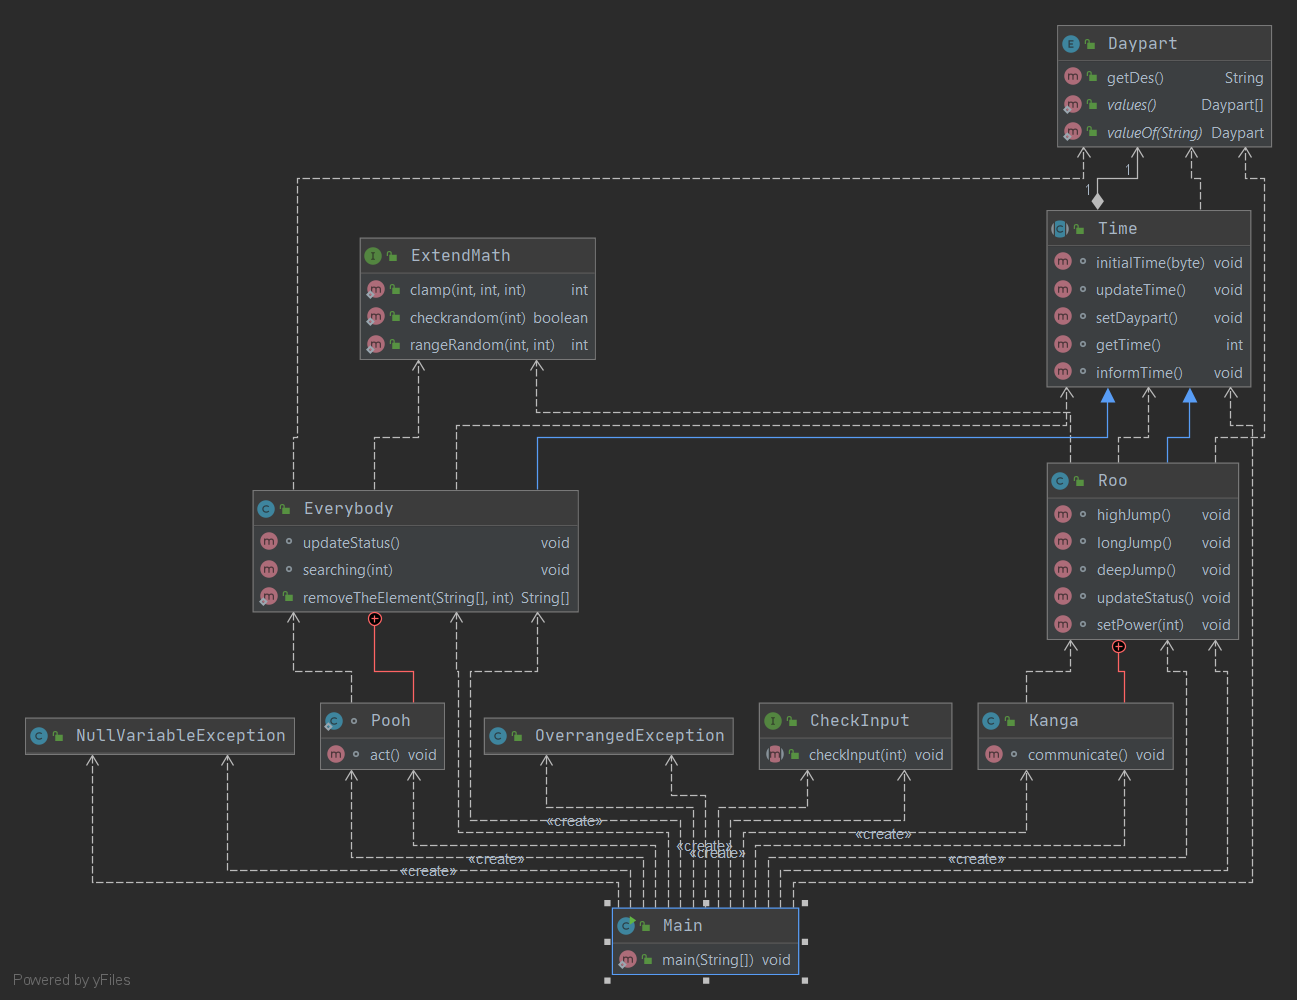 Daypart
getDes() String
values() Daypart[]
valueOf(String) Daypart
1
1
Time
initialTime(byte) void
updateTime() void
setDaypart() void
getTime() int
informTime() void
ExtendMath
clamp(int, int, int) int
checkrandom(int) boolean
rangeRandom(int, int) int
Roo
highJump() void
longJump() void
deepJump() void
updateStatus() void
setPower(int) void
Everybody
updateStatus() void
searching(int) void
removeTheElement(String[], int) String[]
NullVariableException
Pooh
act() void
OverrangedException
CheckInput
checkInput(int) void
Kanga
communicate() void
«create»
«create»
«create»
«create»
«create»
«create»
«create»
Main
main(String[]) void
Powered by yFiles